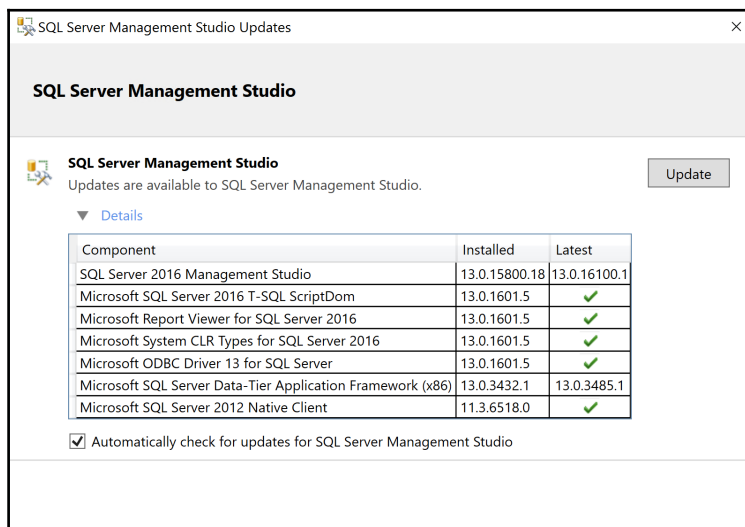 SQL Server Management Studio Updates
SQL Server Management Studio
SQL Server Management Studio
Updates are available to SQL Server Management Studio.
Update
Details
Component Installed Latest
SQL Server 2016 Management Studio 13.0.15800.18 13.0.16100.1
Microsoft SQL Server 2016 T-SQL ScriptDom 13.0.1601.5
Microsoft Report Viewer for SQL Server 2016 13.0.1601.5
Microsoft System CLR Types for SQL Server 2016 13.0.1601.5
Microsoft ODBC Driver 13 for SQL Server 13.0.1601.5
Microsoft SQL Server Data-Tier Application Framework (x86) 13.0.3432.1 13.0.3485.1
Microsoft SQL Server 2012 Native Client 11.3.6518.0
Automatically check for updates for SQL Server Management Studio